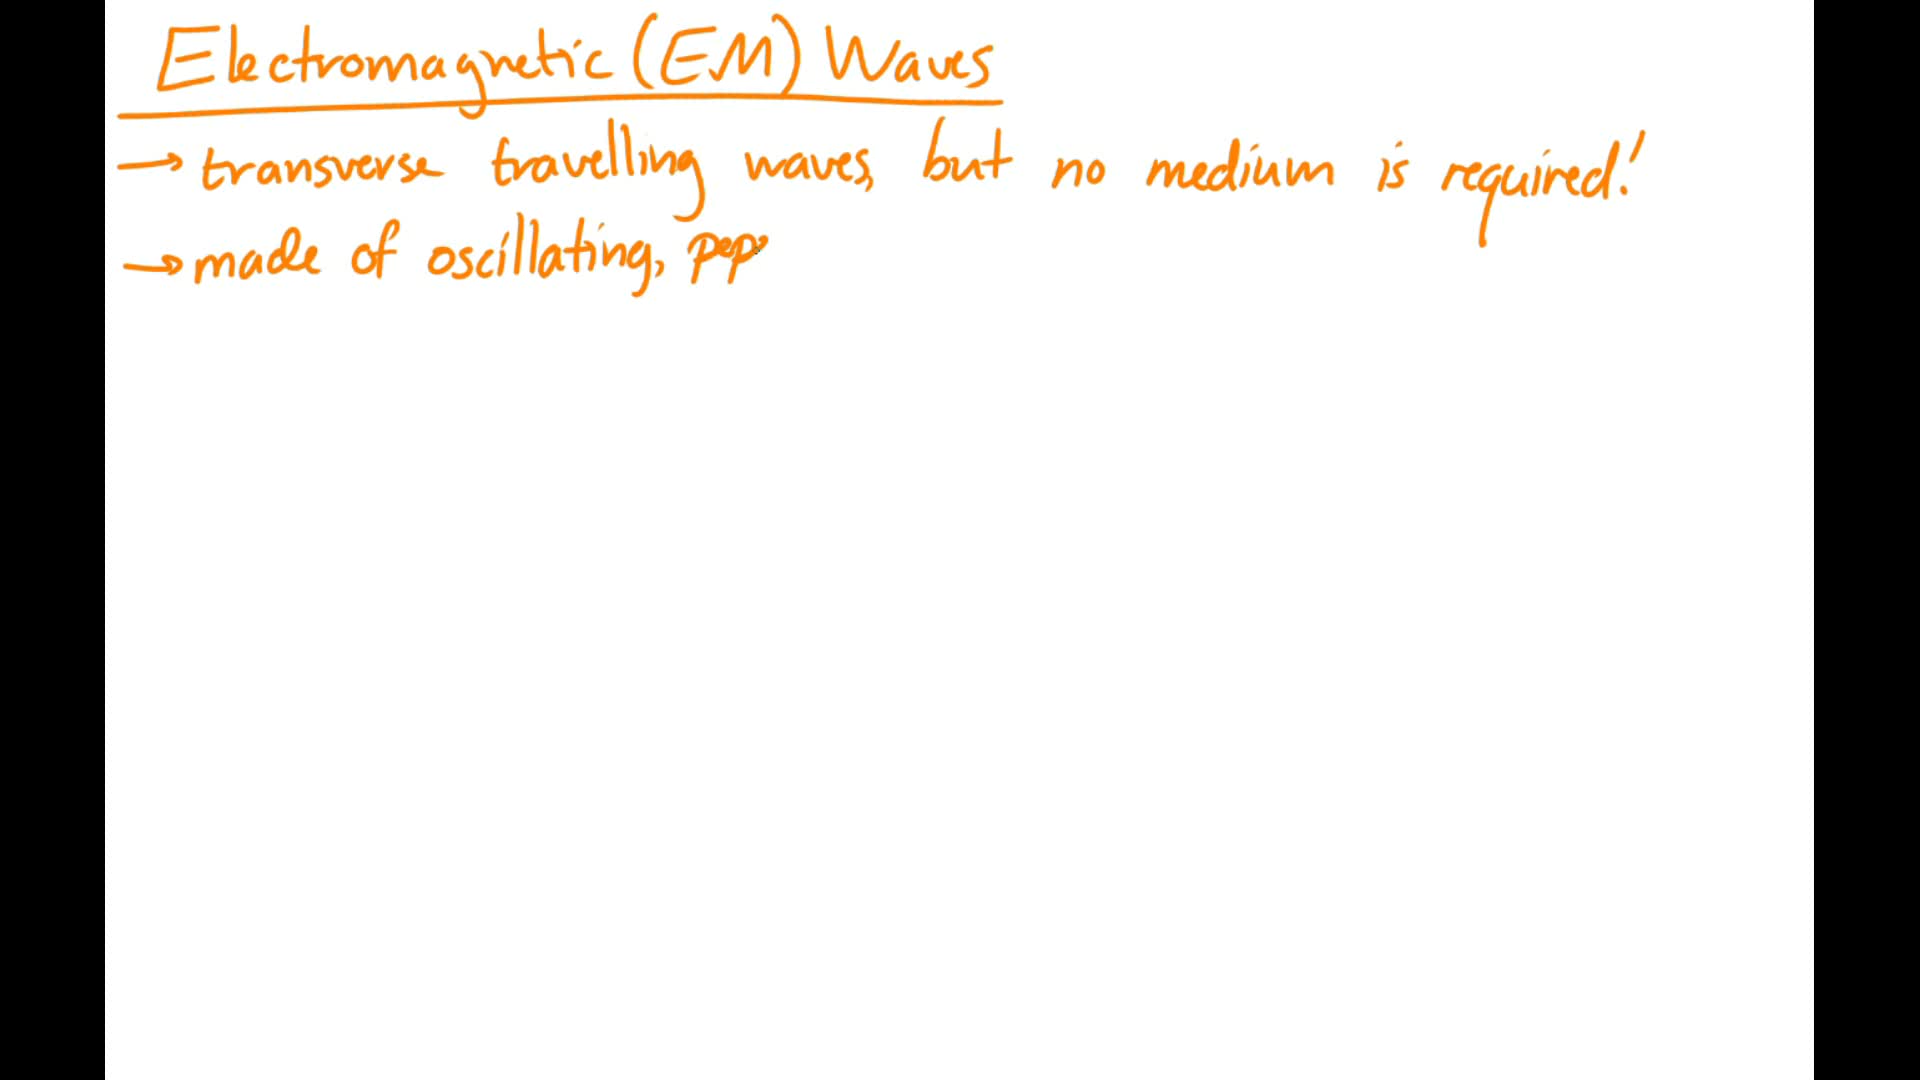 Electromagnetic (EM) Waves
→ transverse travelling waves, but no medium is required!
→ made of oscillating,